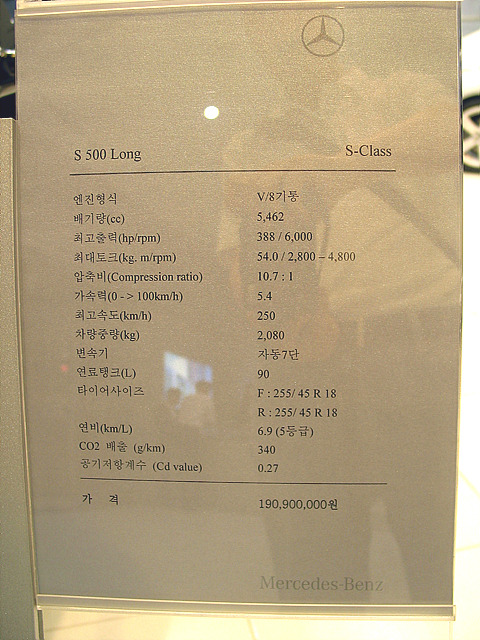 S 500 Long S-Class
엔진형식 V/8기통
배기량(cc) 5,462
최고출력(hp/rpm) 388 / 6,000
최대토크(kg. m/rpm) 54.0 / 2,800 – 4,800
압축비(Compression ratio) 10.7 : 1
가속력(0 - > 100km/h) 5.4
최고속도(km/h) 250
차량중량(kg) 2,080
변속기 자동7단
연료탱크(L) 90
타이어사이즈 F : 255/ 45 R 18
R : 255/ 45 R 18
연비(km/L) 6.9 (5등급)
CO2 배출 (g/km) 340
공기저항계수 (Cd value) 0.27
가 격 190,900,000원
Mercedes-Benz